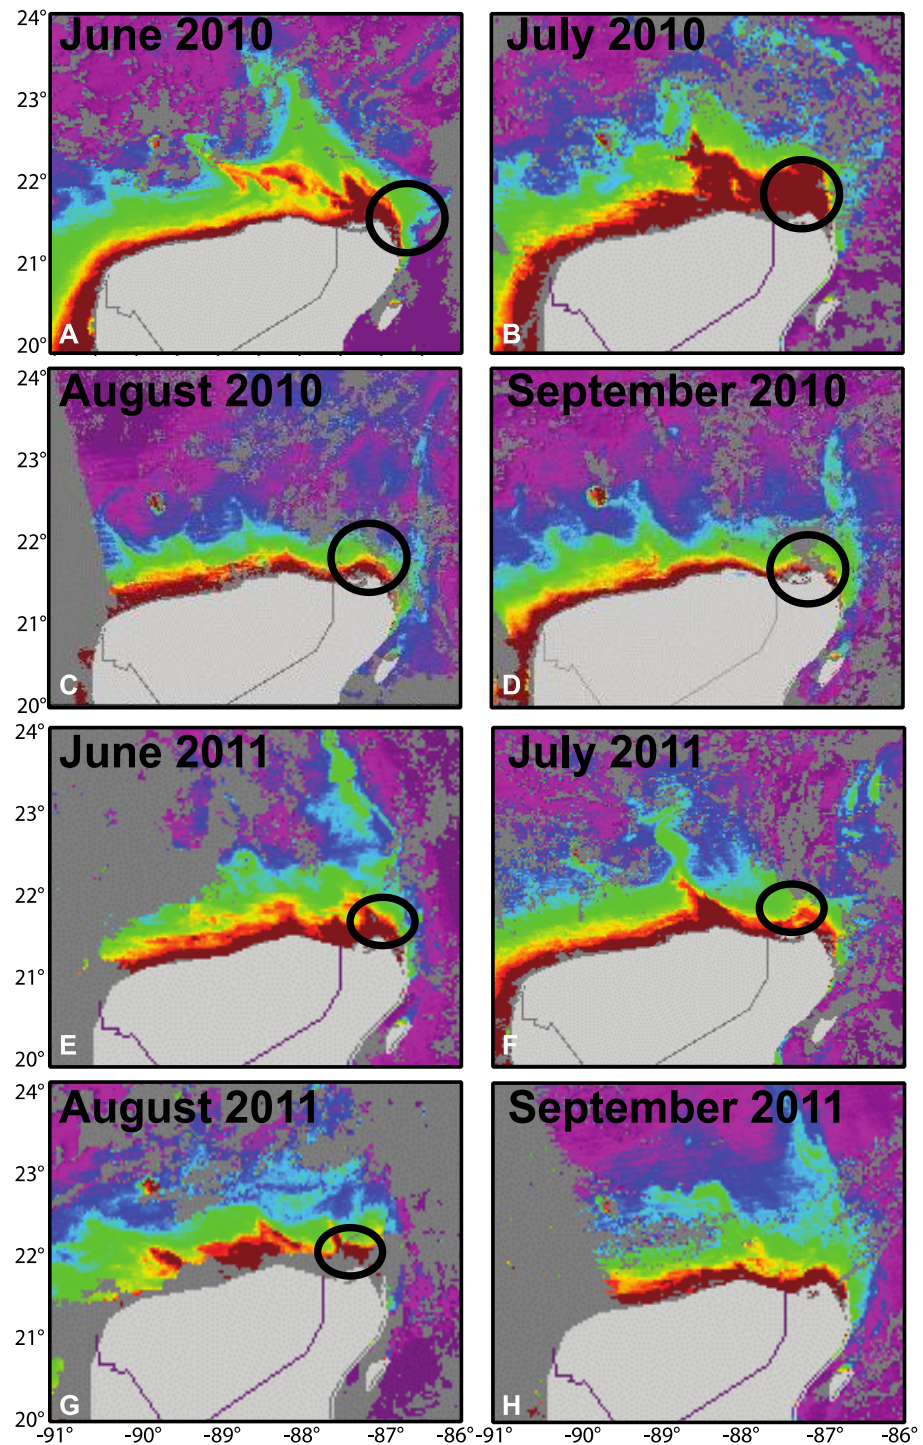 24°
June 2010
July 2010
23°
22°
21°
20°
A
B
24°
August 2010
September 2010
23°
22°
21°
20°
C
D
24°
June 2011
July 2011
23°
22°
21°
20°
E
F
24°
August 2011
September 2011
23°
22°
21°
20°
G
H
-91° -90° -89° -88° -87° -86° -91° -90° -89° -88° -87° -86°